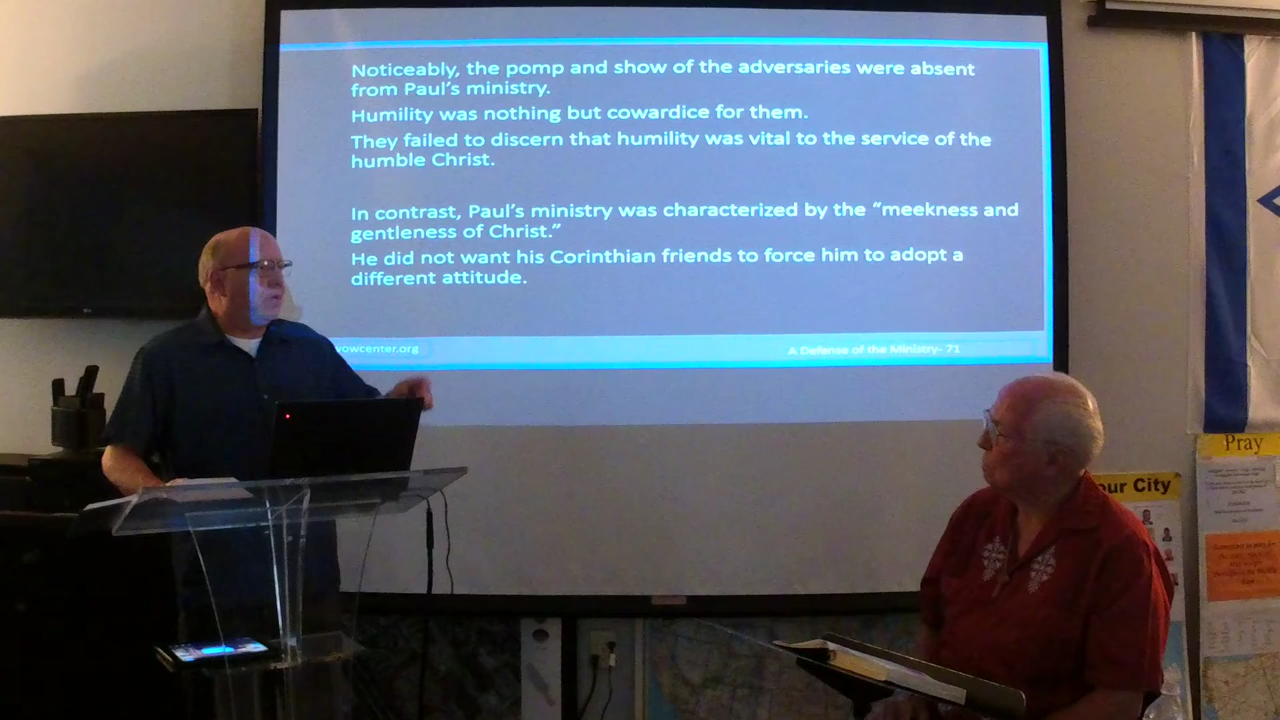 Noticeably, the pomp and show of the adversaries were absent
from Paul's ministry.
Humility was nothing but cowardice for them.
They failed to discern that humility was vital to the service of the
humble Christ.
In contrast, Paul's ministry was characterized by the “meekness and
gentleness of Christ.”
He did not want his Corinthian friends to force him to adopt a
different attitude.
vowcenter.org
A Defense of the Ministry- 71
Pray
our City